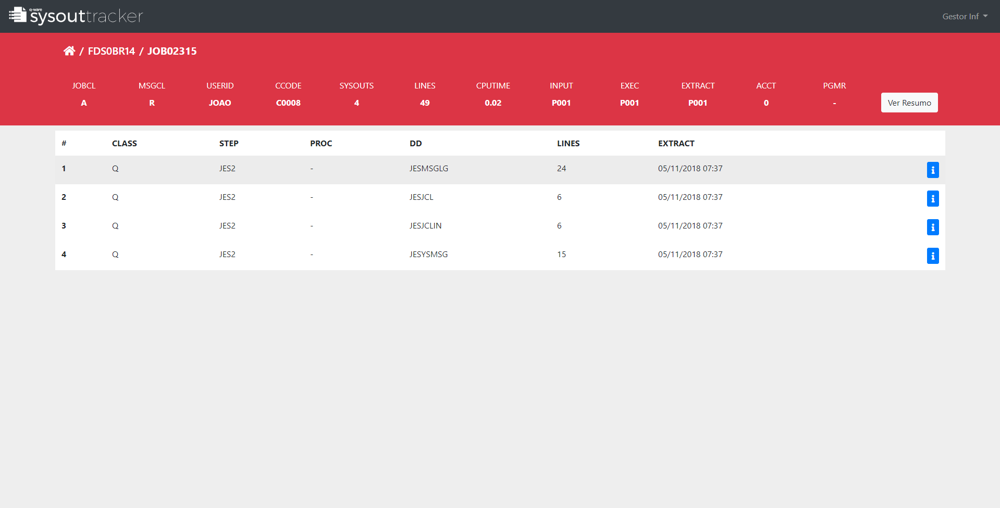 q-ware
sysouttracker
Gestor Inf
/ FDS0BR14 / JOB02315
JOBCL MSGCL USERID CCODE SYSOUTS LINES CPUTIME INPUT EXEC EXTRACT ACCT PGMR
A R JOAO C0008 4 49 0.02 P001 P001 P001 0 -
Ver Resumo
# CLASS STEP PROC DD LINES EXTRACT
1 Q JES2 - JESMSGLG 24 05/11/2018 07:37
2 Q JES2 - JESJCL 6 05/11/2018 07:37
3 Q JES2 - JESJCLIN 6 05/11/2018 07:37
4 Q JES2 - JESYSMSG 15 05/11/2018 07:37